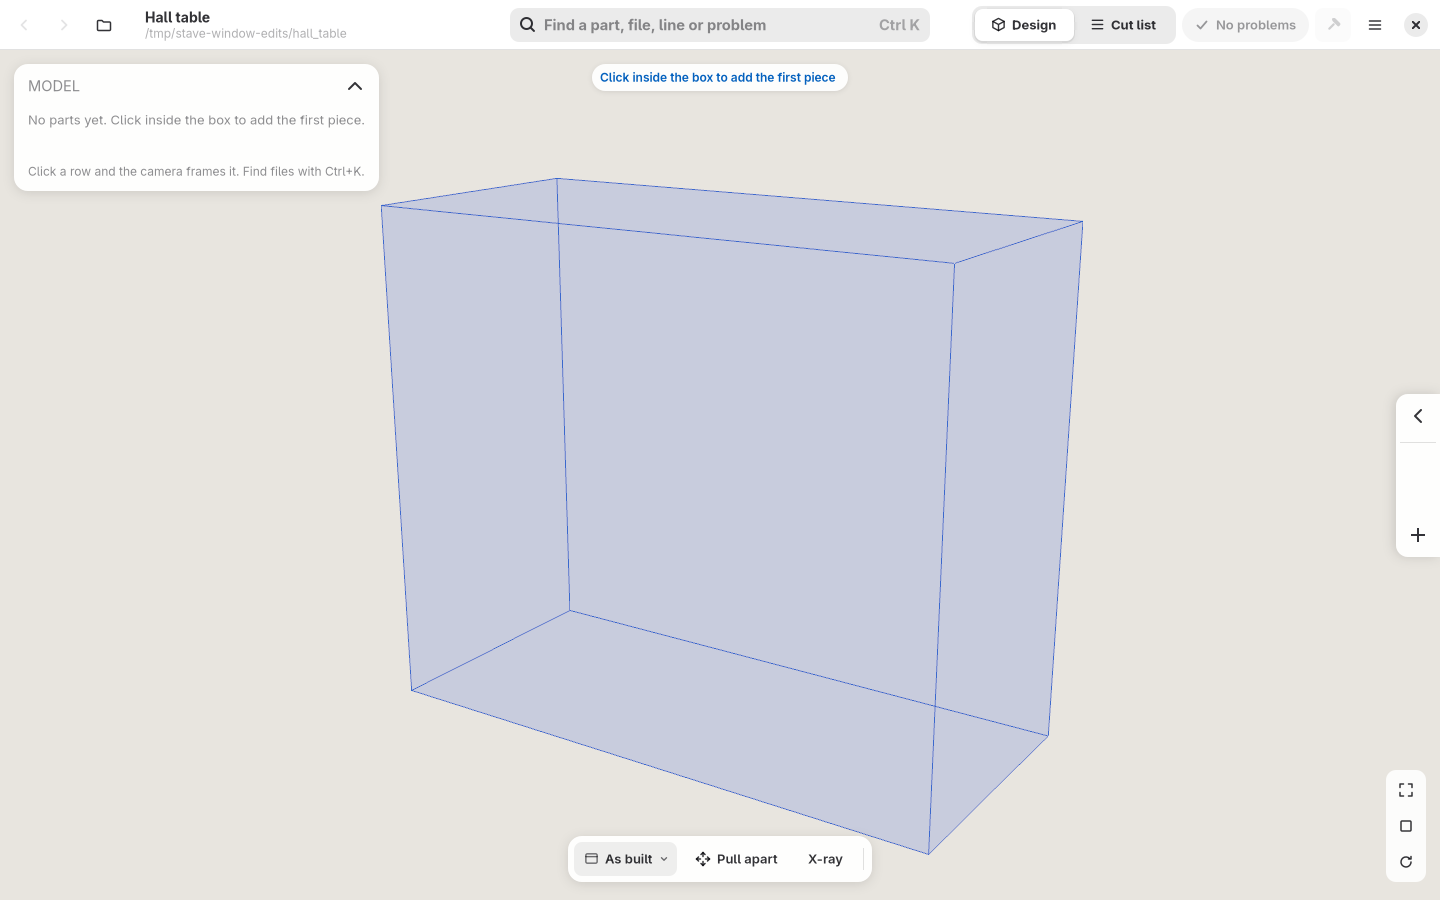 Hall table
/tmp/stave-window-edits/hall_table
Find a part, file, line or problem
Ctrl K
Design
Cut list
No problems
MODEL
No parts yet. Click inside the box to add the first piece.
Click a row and the camera frames it. Find files with Ctrl+K.
Click inside the box to add the first piece
As built
Pull apart
X-ray